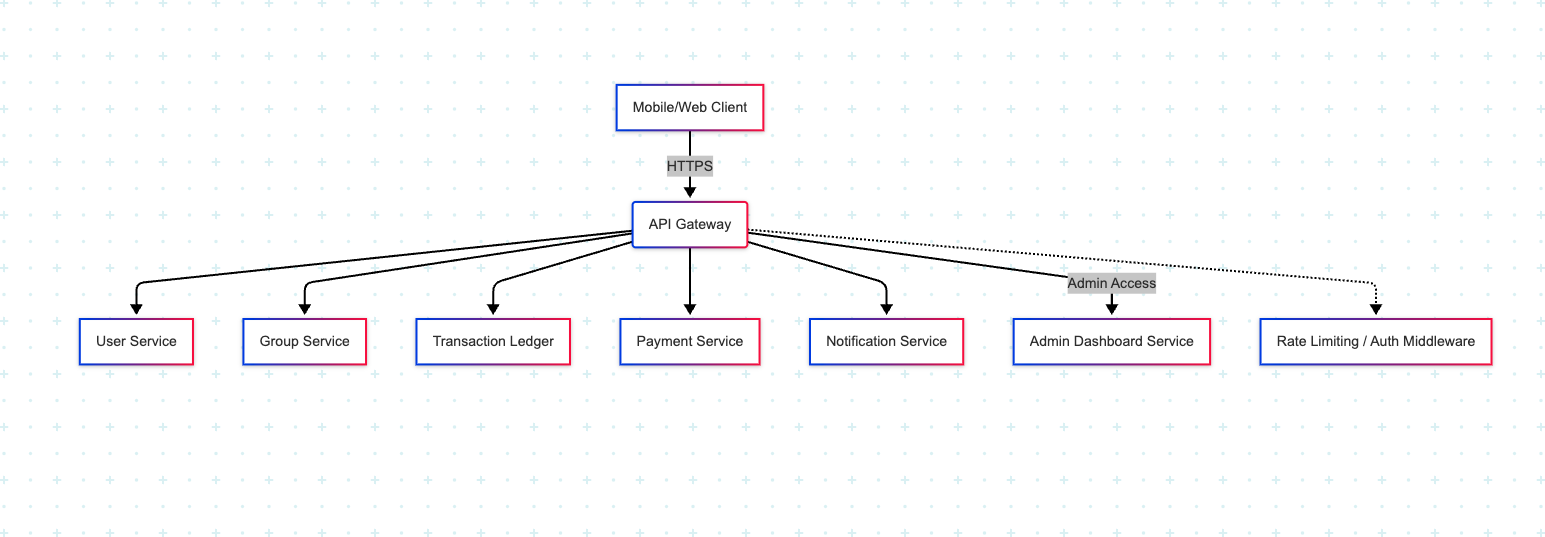 Mobile/Web Client
HTTPS
API Gateway
Admin Access
User Service
Group Service
Transaction Ledger
Payment Service
Notification Service
Admin Dashboard Service
Rate Limiting / Auth Middleware